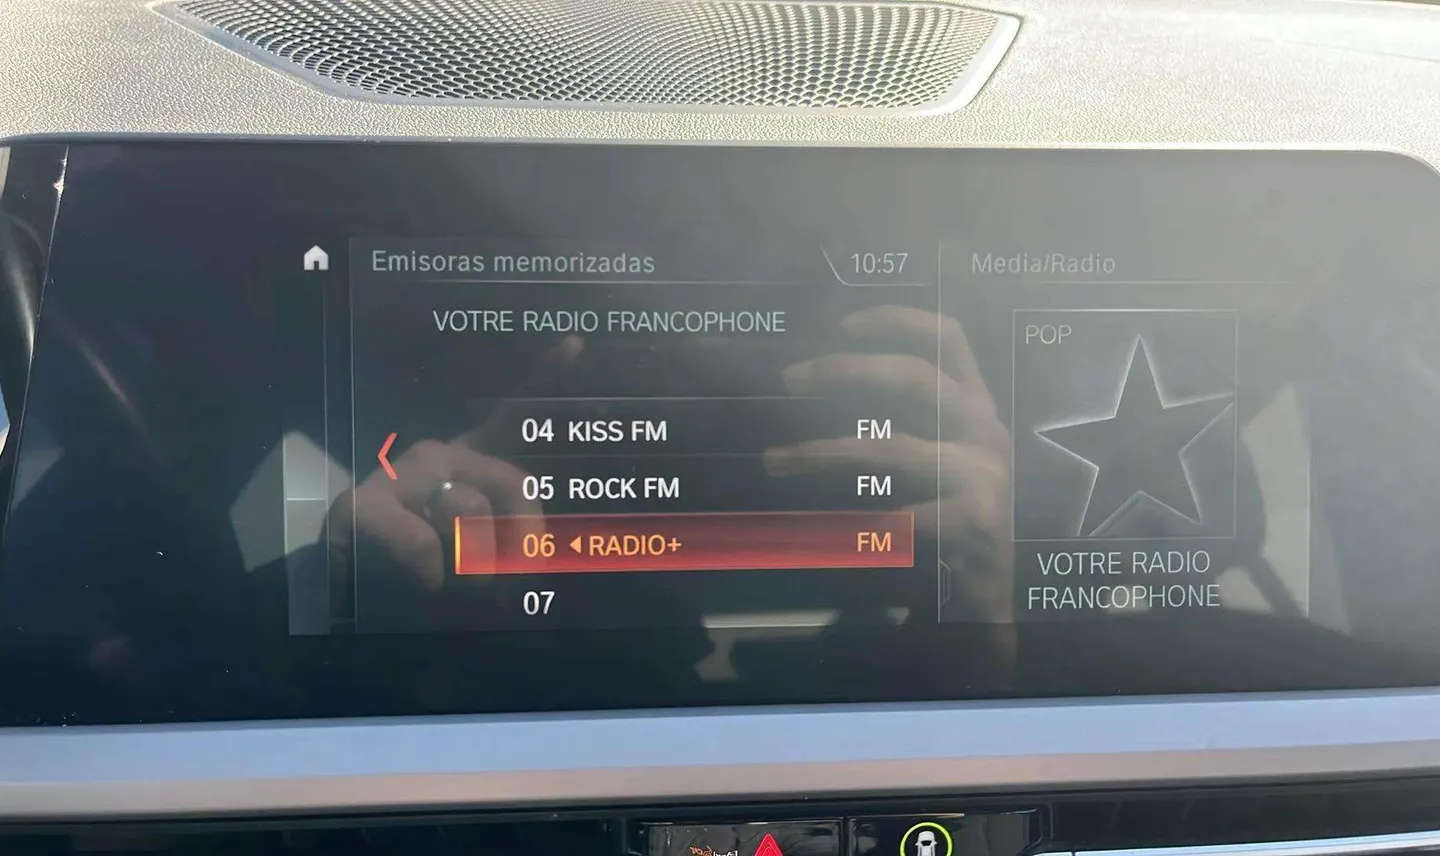 Emisoras memorizadas
10:57
Media/Radio
VOTRE RADIO FRANCOPHONE
POP
04 KISS FM FM
05 ROCK FM FM
06 ◀ RADIO+ FM
07
VOTRE RADIO
FRANCOPHONE